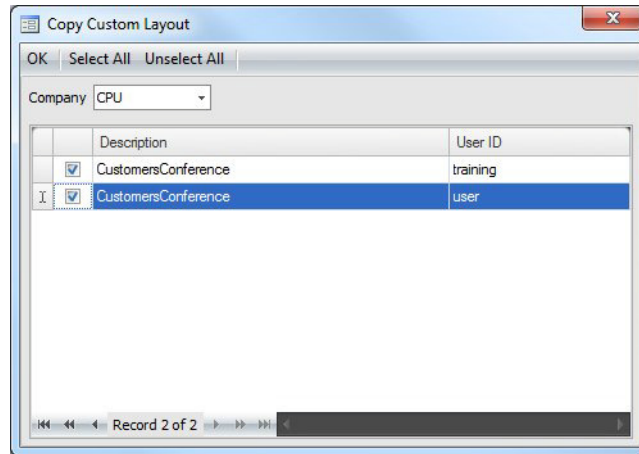 Copy Custom Layout
OK Select All Unselect All
Company CPU
Description User ID
CustomersConference training
CustomersConference user
Record 2 of 2